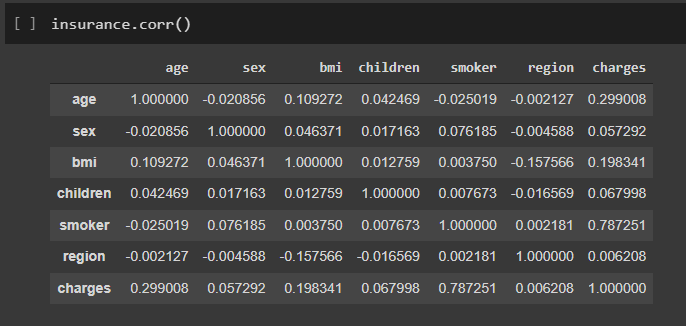 [ ] insurance.corr()
age sex bmi children smoker region charges
age 1.000000 -0.020856 0.109272 0.042469 -0.025019 -0.002127 0.299008
sex -0.020856 1.000000 0.046371 0.017163 0.076185 -0.004588 0.057292
bmi 0.109272 0.046371 1.000000 0.012759 0.003750 -0.157566 0.198341
children 0.042469 0.017163 0.012759 1.000000 0.007673 -0.016569 0.067998
smoker -0.025019 0.076185 0.003750 0.007673 1.000000 0.002181 0.787251
region -0.002127 -0.004588 -0.157566 -0.016569 0.002181 1.000000 0.006208
charges 0.299008 0.057292 0.198341 0.067998 0.787251 0.006208 1.000000